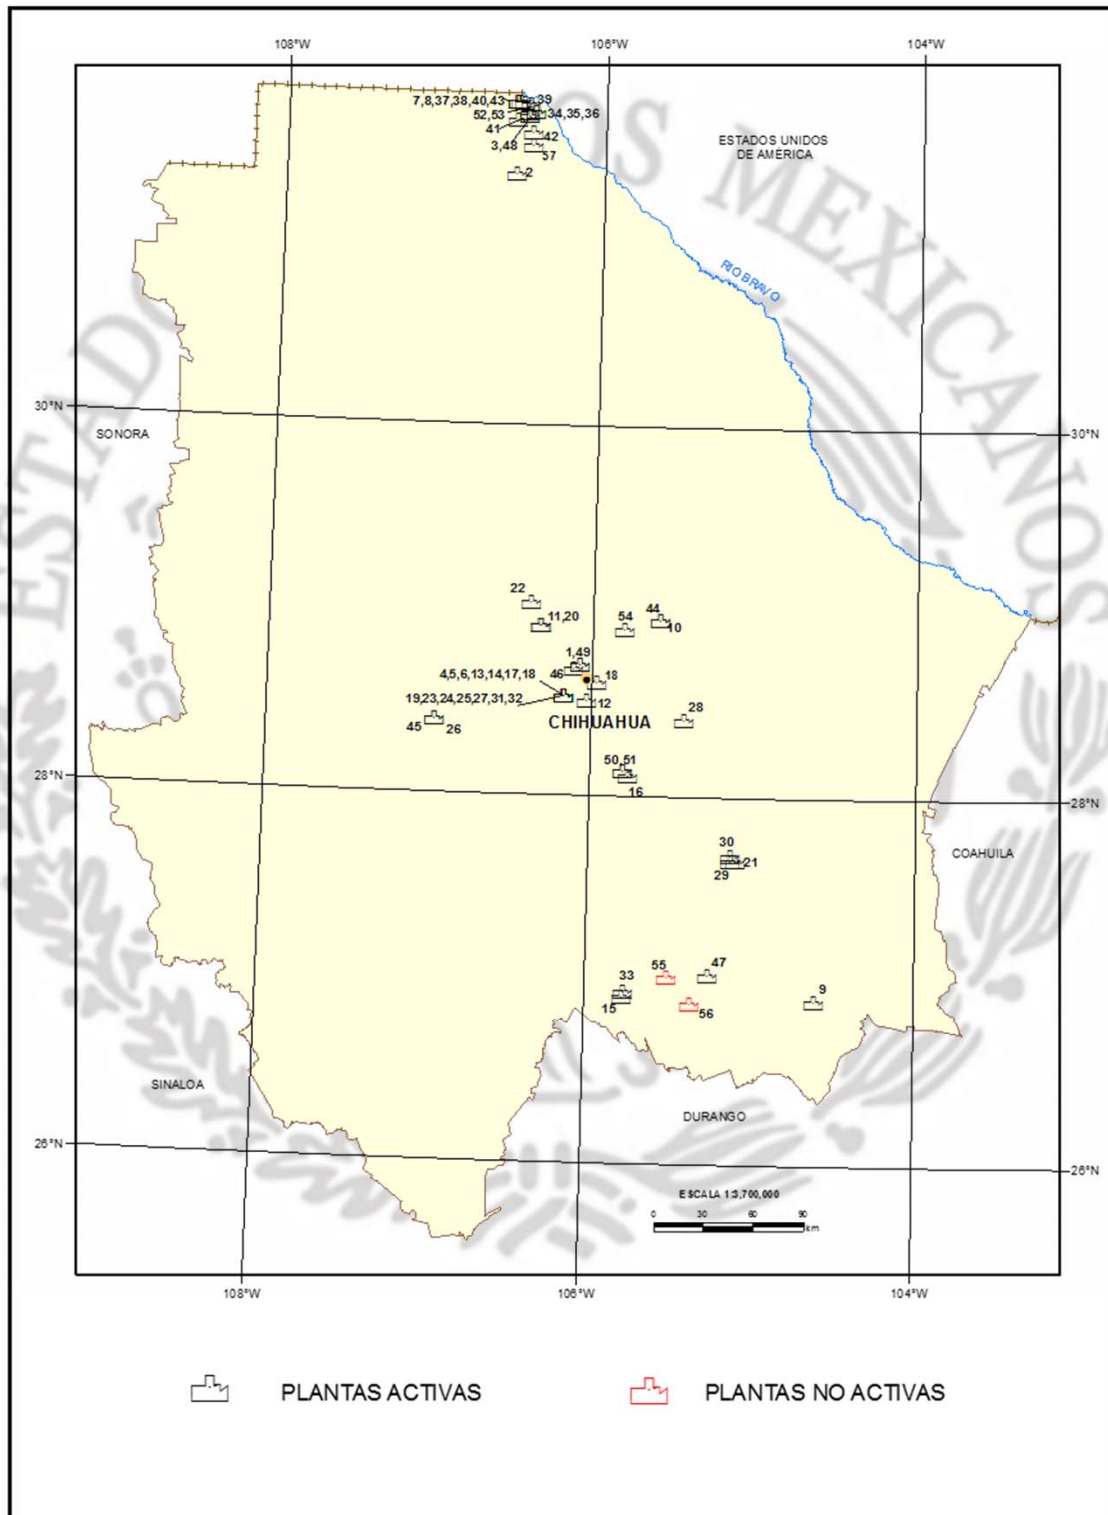 108°W 106°W 104°W
7,8,37,38,40,43 39
52,53 34,35,36
41 42
3,48 57
2
ESTADOS UNIDOS
DE AMÉRICA
ESTADOS UNIDOS MEXICANOS
RIO BRAVO
30°N 30°N
SONORA
22
11,20 54 44
10
1,49
4,5,6,13,14,17,18 46 18
19,23,24,25,27,31,32 12
CHIHUAHUA 28
45 26
50,51
16
28°N 28°N
30
29 21
COAHUILA
33 55 47
15 56 9
SINALOA
DURANGO
26°N 26°N
ESCALA 1:3,700,000
0 30 60 90
km
108°W 106°W 104°W
PLANTAS ACTIVAS PLANTAS NO ACTIVAS